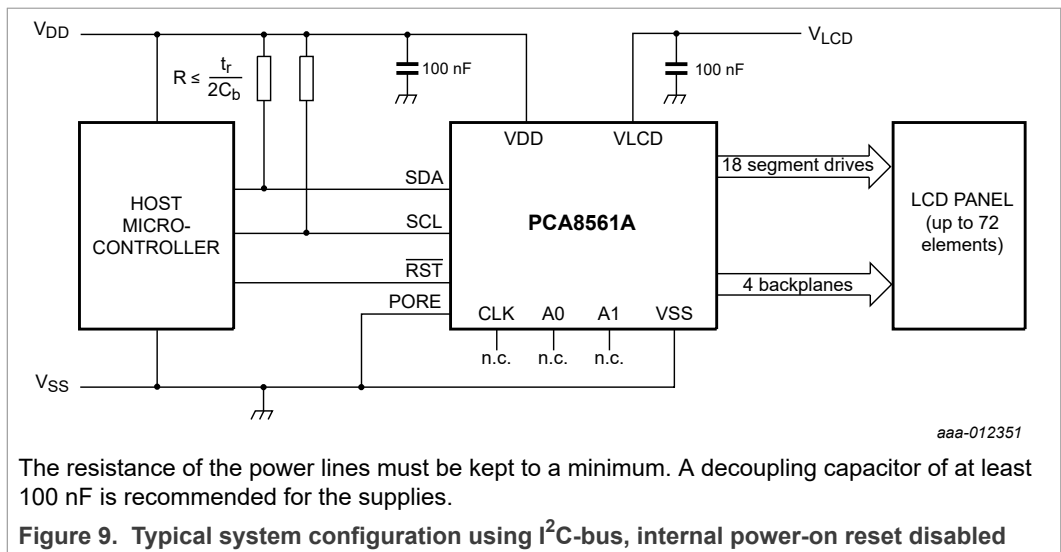 VDD
VLCD
R ≤ tr
2Cb
100 nF
100 nF
VDD
VLCD
SDA
18 segment drives
HOST
MICRO-
CONTROLLER
SCL
PCA8561A
LCD PANEL
(up to 72
elements)
RST
4 backplanes
PORE
CLK
A0
A1
VSS
n.c.
n.c.
n.c.
VSS
aaa-012351
The resistance of the power lines must be kept to a minimum. A decoupling capacitor of at least
100 nF is recommended for the supplies.
Figure 9. Typical system configuration using I²C-bus, internal power-on reset disabled